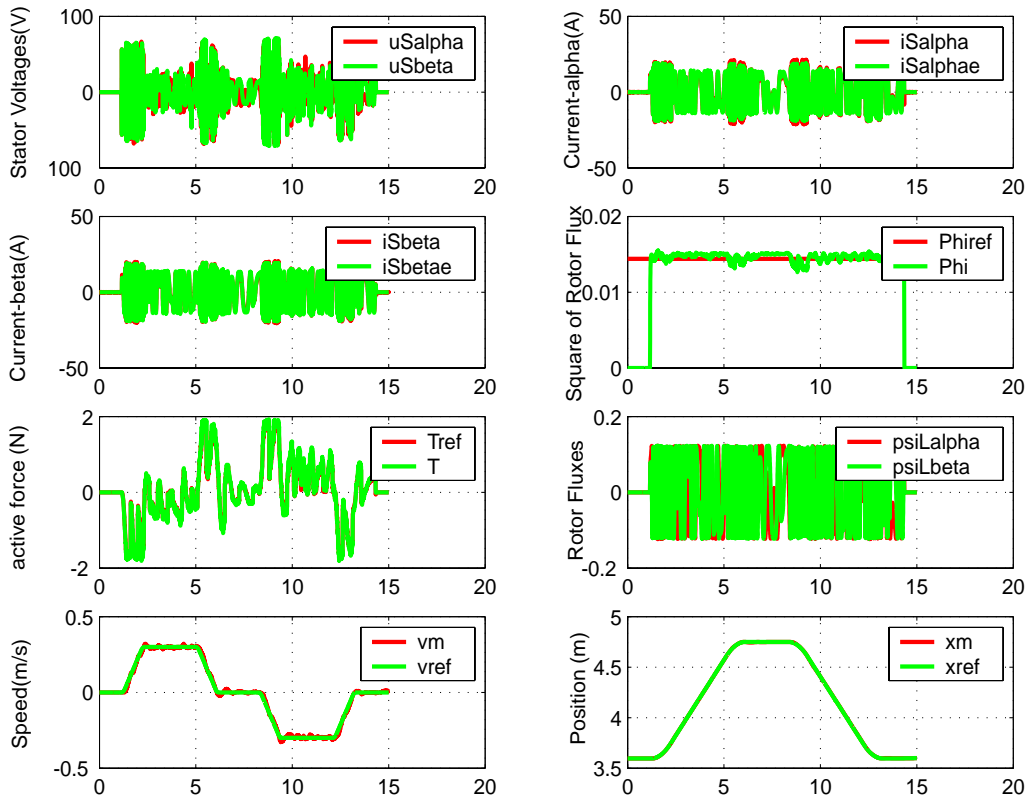 Stator Voltages(V)
100
100
0
uSalpha
uSbeta
0 5 10 15 20
Current-alpha(A)
50
0
-50
iSalpha
iSalphae
0 5 10 15 20
Current-beta(A)
50
0
-50
iSbeta
iSbetae
0 5 10 15 20
Square of Rotor Flux
0.02
0.01
0
Phiref
Phi
0 5 10 15 20
active force (N)
2
0
-2
Tref
T
0 5 10 15 20
Rotor Fluxes
0.2
0
-0.2
psiLalpha
psiLbeta
0 5 10 15 20
Speed(m/s)
0.5
0
-0.5
vm
vref
0 5 10 15 20
Position (m)
5
4.5
4
3.5
xm
xref
0 5 10 15 20